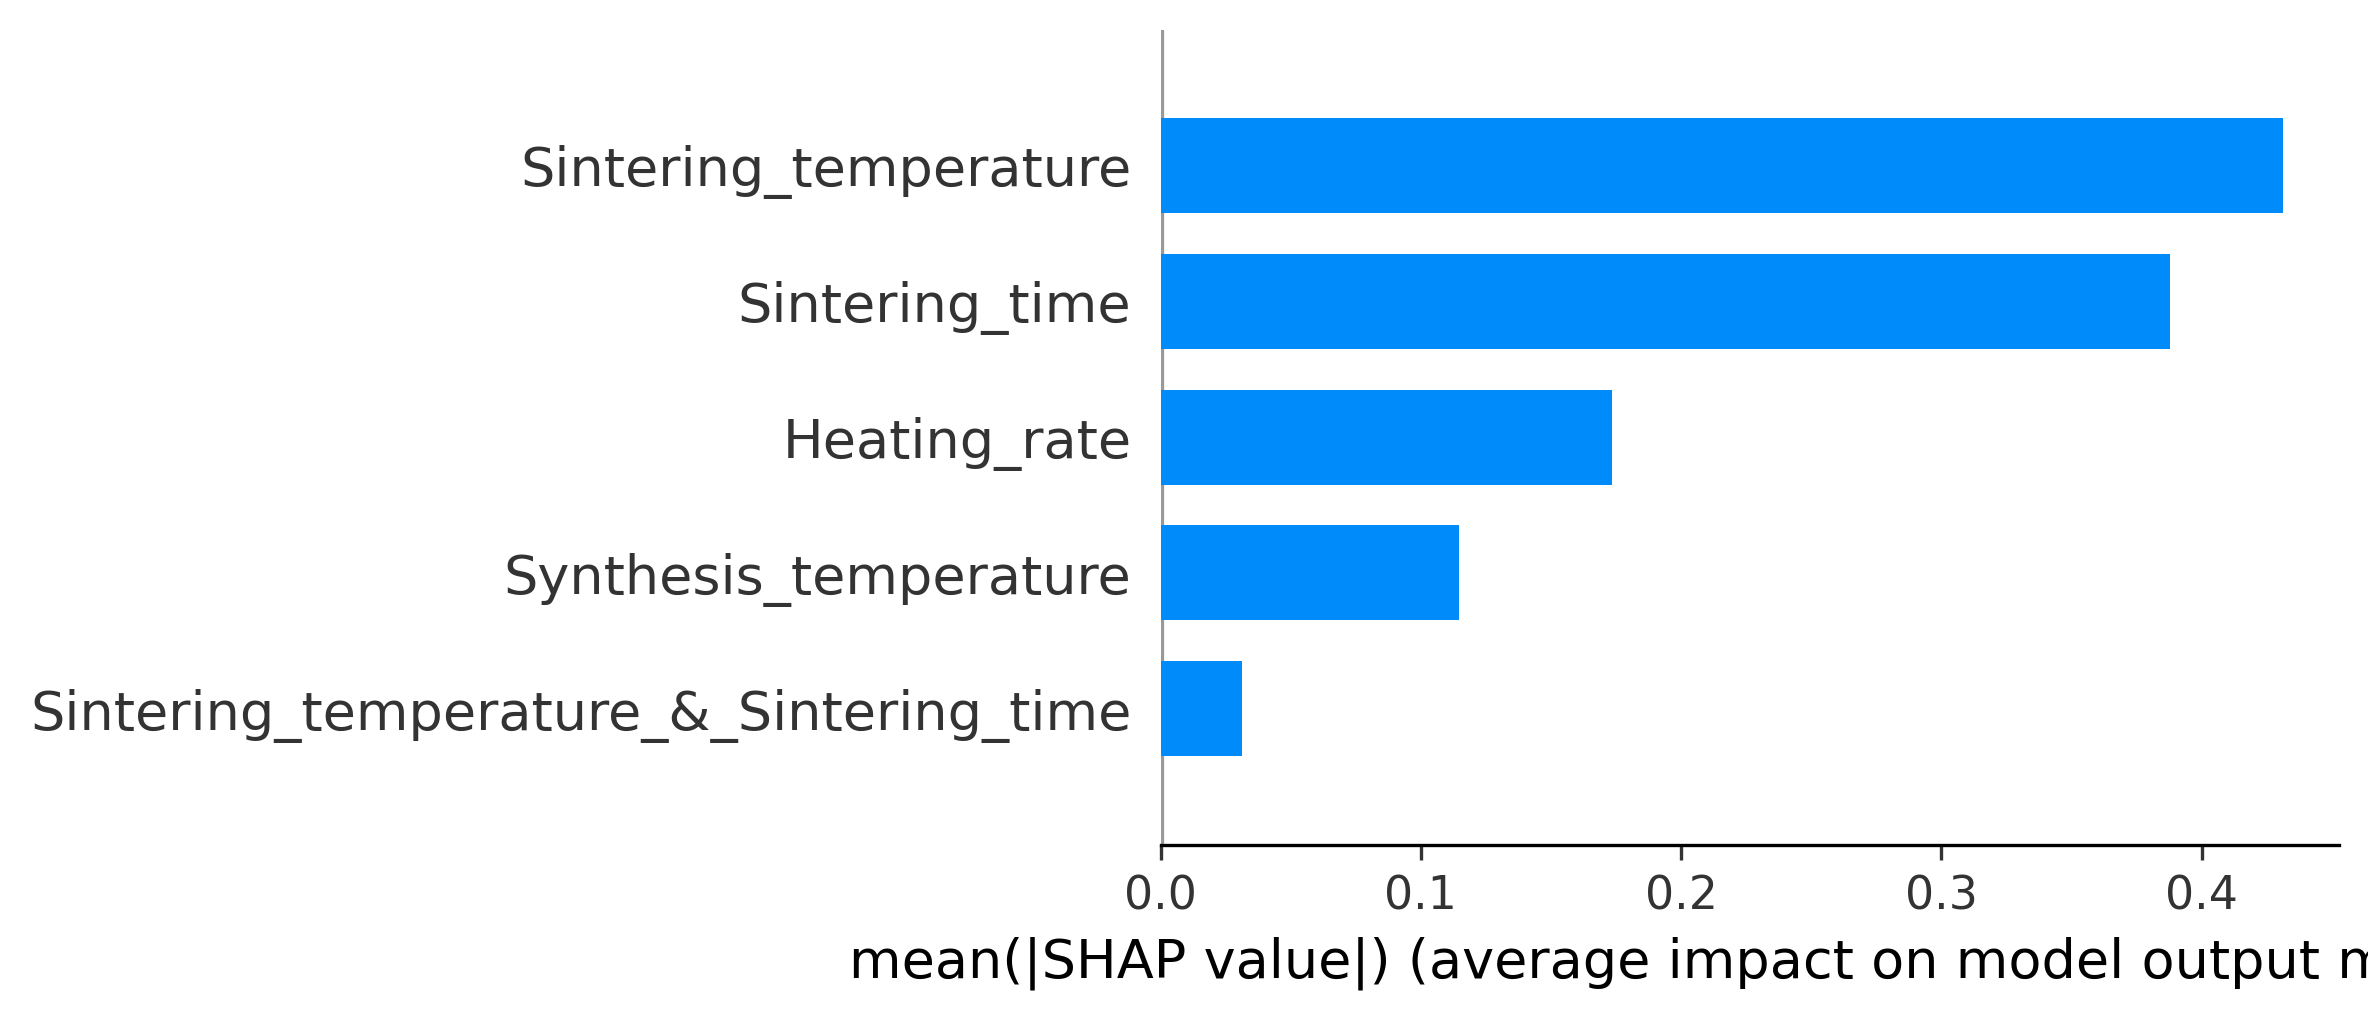 Sintering_temperature
Sintering_time
Heating_rate
Synthesis_temperature
Sintering_temperature_&_Sintering_time
0.0 0.1 0.2 0.3 0.4
mean(|SHAP value|) (average impact on model output m